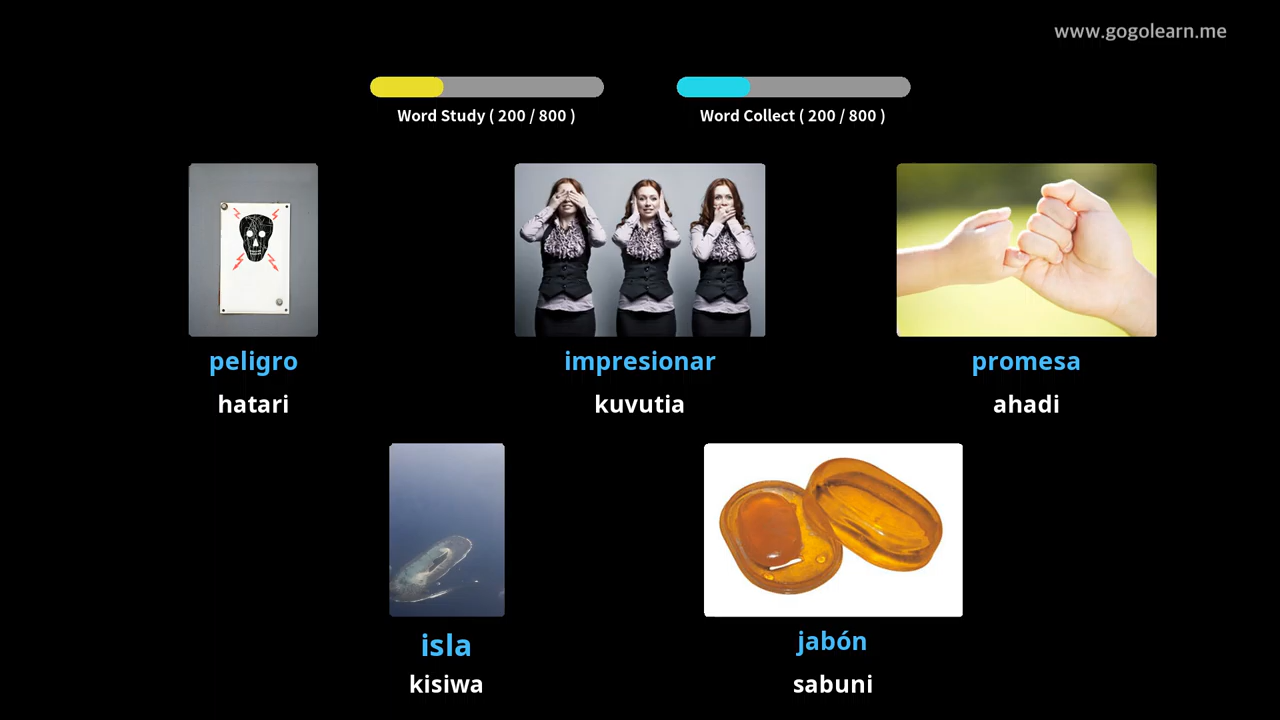 www.gogolearn.me
Word Study ( 200 / 800 )
Word Collect ( 200 / 800 )
peligro
hatari
impresionar
kuvutia
promesa
ahadi
isla
kisiwa
jabón
sabuni